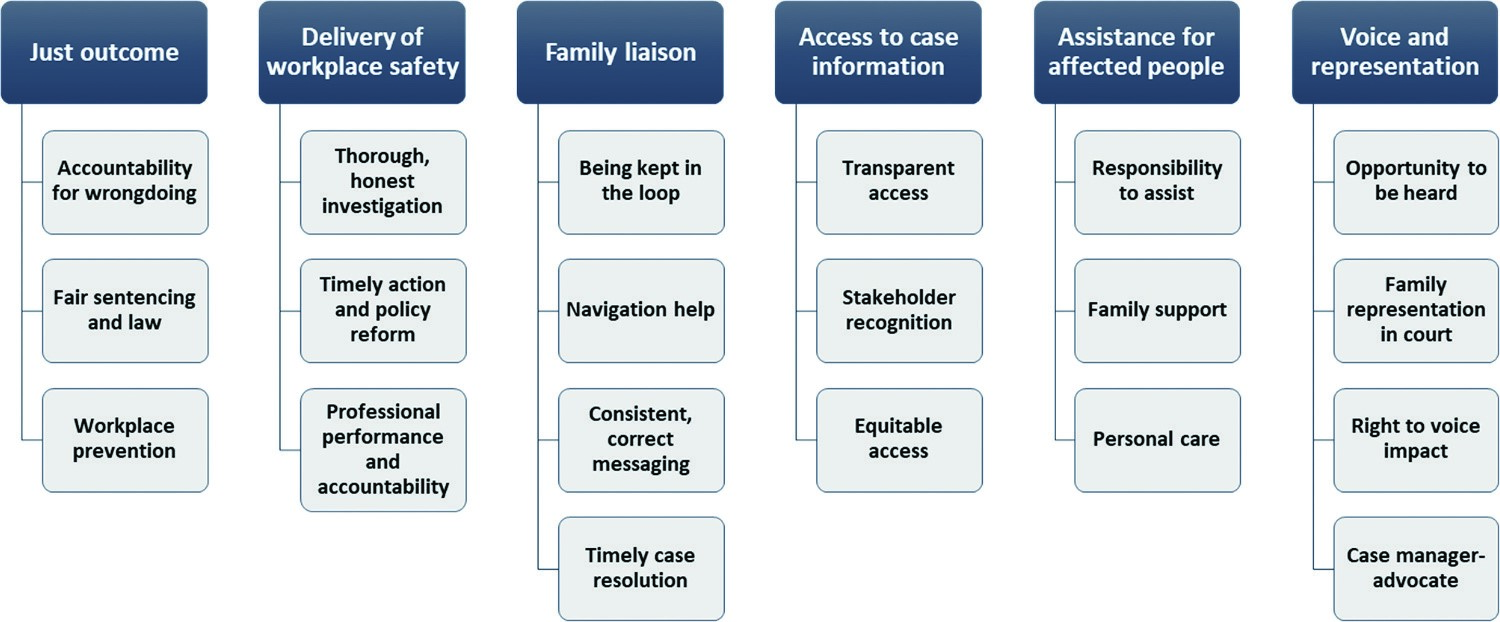 Just outcome
Accountability
for wrongdoing
Fair sentencing
and law
Workplace
prevention
Delivery of
workplace safety
Thorough,
honest
investigation
Timely action
and policy
reform
Professional
performance
and
accountability
Family liaison
Being kept in
the loop
Navigation help
Consistent,
correct
messaging
Timely case
resolution
Access to case
information
Transparent
access
Stakeholder
recognition
Equitable
access
Assistance for
affected people
Responsibility
to assist
Family support
Personal care
Voice and
representation
Opportunity to
be heard
Family
representation
in court
Right to voice
impact
Case manager-
advocate